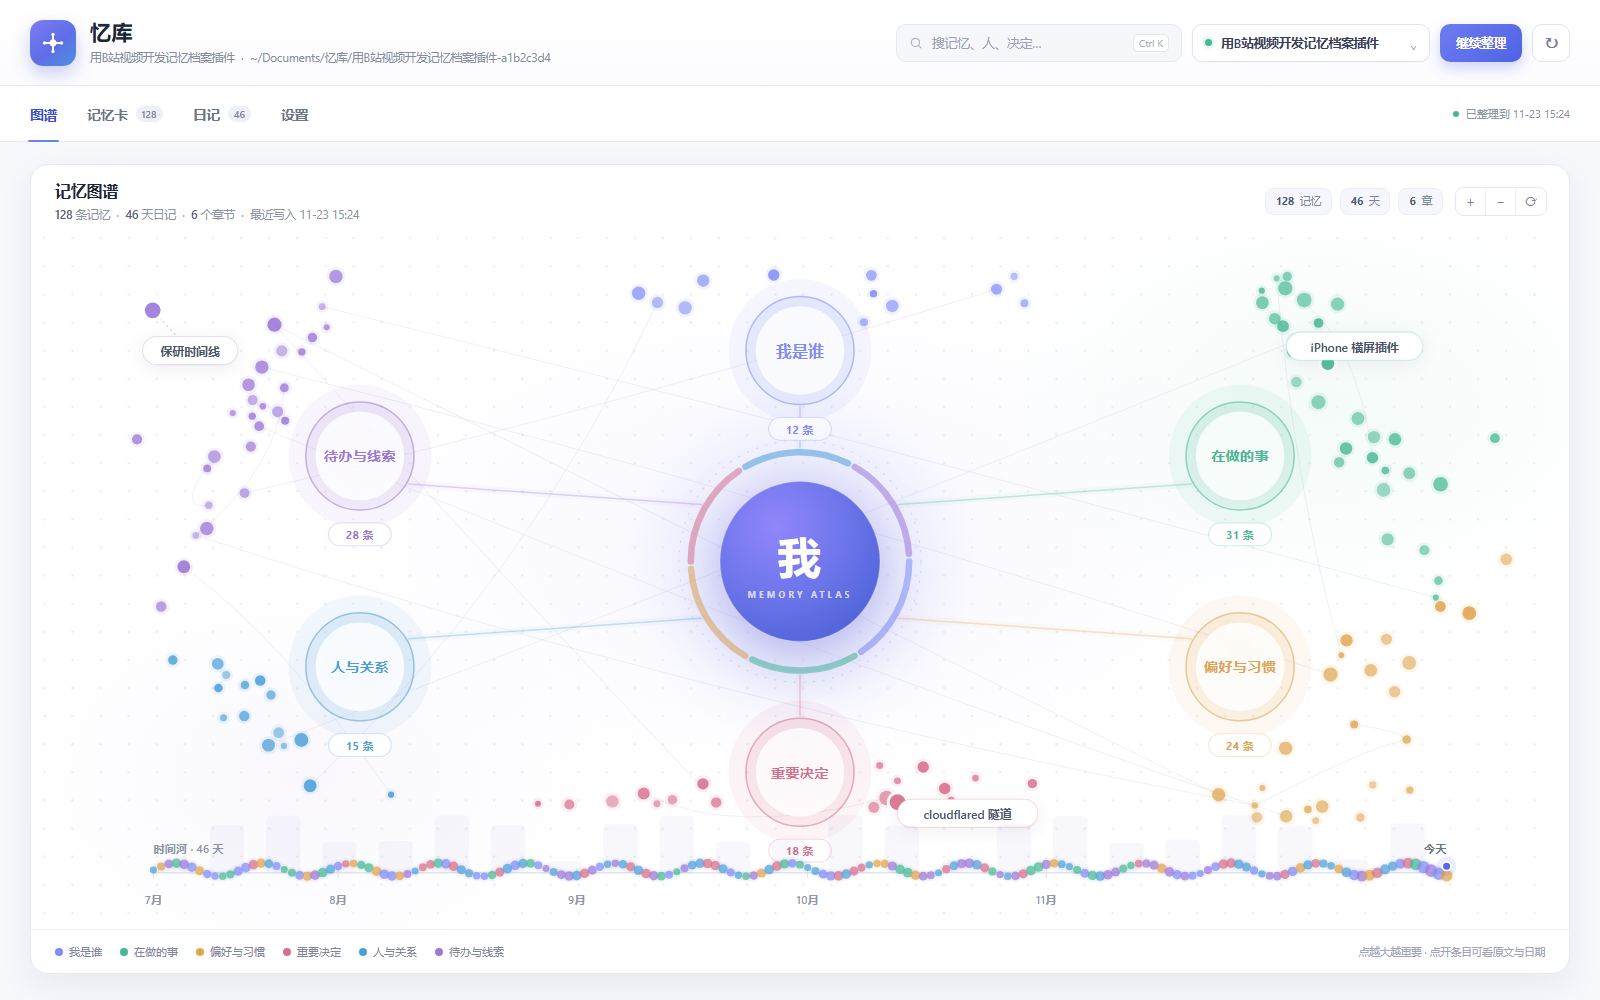 忆库
用B站视频开发记忆档案插件 · ~/Documents/忆库/用B站视频开发记忆档案插件-a1b2c3d4
搜记忆、人、决定...
Ctrl K
用B站视频开发记忆档案插件
继续整理
图谱
记忆卡 128
日记 46
设置
已整理到 11-23 15:24
记忆图谱
128 条记忆 · 46 天日记 · 6 个章节 · 最近写入 11-23 15:24
128 记忆
46 天
6 章
+
−
保研时间线
我是谁
12 条
iPhone 横屏插件
待办与线索
28 条
在做的事
31 条
我
MEMORY ATLAS
人与关系
15 条
偏好与习惯
24 条
重要决定
18 条
cloudflared 隧道
时间河 · 46 天
今天
7月
8月
9月
10月
11月
我是谁
在做的事
偏好与习惯
重要决定
人与关系
待办与线索
点越大越重要 · 点开条目可看原文与日期